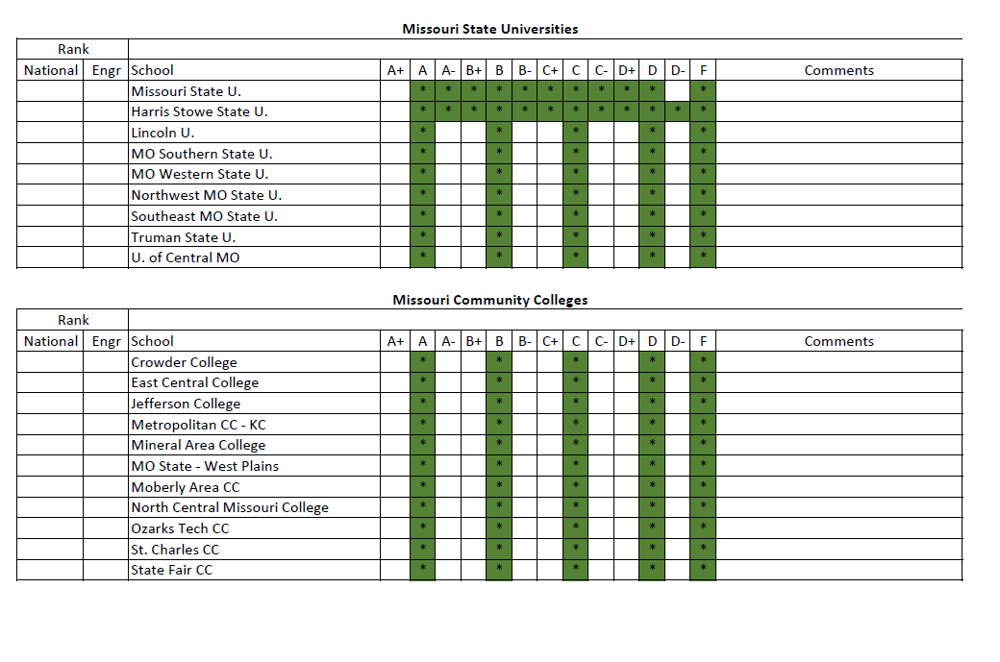 Missouri State Universities
Rank
National Engr School A+ A A- B+ B B- C+ C C- D+ D D- F Comments
Missouri State U. * * * * * * * * * * *
Harris Stowe State U. * * * * * * * * * * * *
Lincoln U. * * * * *
MO Southern State U. * * * * *
MO Western State U. * * * * *
Northwest MO State U. * * * * *
Southeast MO State U. * * * * *
Truman State U. * * * * *
U. of Central MO * * * * *
Missouri Community Colleges
Rank
National Engr School A+ A A- B+ B B- C+ C C- D+ D D- F Comments
Crowder College * * * * *
East Central College * * * * *
Jefferson College * * * * *
Metropolitan CC - KC * * * * *
Mineral Area College * * * * *
MO State - West Plains * * * * *
Moberly Area CC * * * * *
North Central Missouri College * * * * *
Ozarks Tech CC * * * * *
St. Charles CC * * * * *
State Fair CC * * * * *